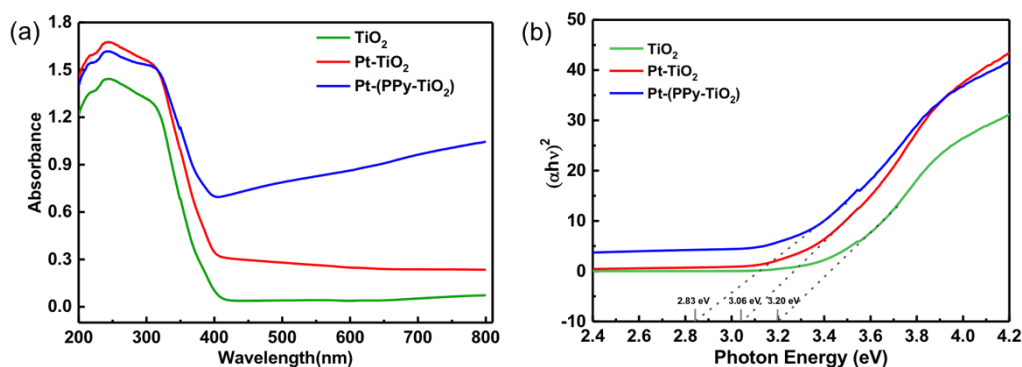 (a)
1.8
1.5
1.2
0.9
0.6
0.3
0.0
Absorbance
TiO₂
Pt-TiO₂
Pt-(PPy-TiO₂)
200 300 400 500 600 700 800
Wavelength(nm)
(b)
50
40
30
20
10
0
-10
(αhν)²
TiO₂
Pt-TiO₂
Pt-(PPy-TiO₂)
2.83 eV 3.06 eV, 3.20 eV
2.4 2.6 2.8 3.0 3.2 3.4 3.6 3.8 4.0 4.2
Photon Energy (eV)